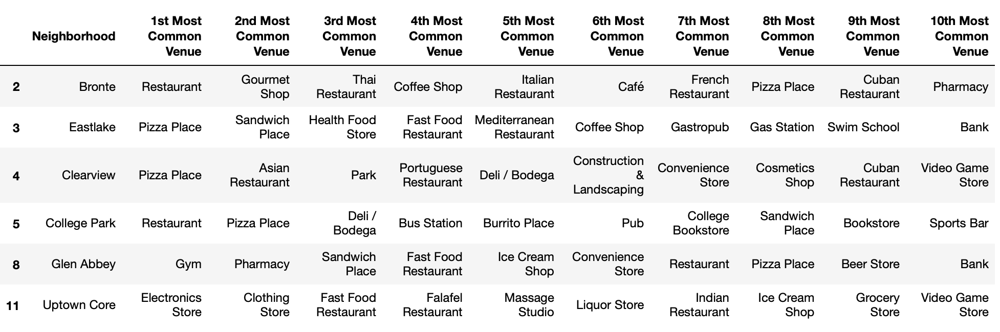 Neighborhood 1st Most Common Venue 2nd Most Common Venue 3rd Most Common Venue 4th Most Common Venue 5th Most Common Venue 6th Most Common Venue 7th Most Common Venue 8th Most Common Venue 9th Most Common Venue 10th Most Common Venue
2 Bronte Restaurant Gourmet Shop Thai Restaurant Coffee Shop Italian Restaurant Café French Restaurant Pizza Place Cuban Restaurant Pharmacy
3 Eastlake Pizza Place Sandwich Place Health Food Store Fast Food Restaurant Mediterranean Restaurant Coffee Shop Gastropub Gas Station Swim School Bank
4 Clearview Pizza Place Asian Restaurant Park Portuguese Restaurant Deli / Bodega Construction & Landscaping Convenience Store Cosmetics Shop Cuban Restaurant Video Game Store
5 College Park Restaurant Pizza Place Deli / Bodega Bus Station Burrito Place Pub College Bookstore Sandwich Place Bookstore Sports Bar
8 Glen Abbey Gym Pharmacy Sandwich Place Fast Food Restaurant Ice Cream Shop Convenience Store Restaurant Pizza Place Beer Store Bank
11 Uptown Core Electronics Store Clothing Store Fast Food Restaurant Falafel Restaurant Massage Studio Liquor Store Indian Restaurant Ice Cream Shop Grocery Store Video Game Store